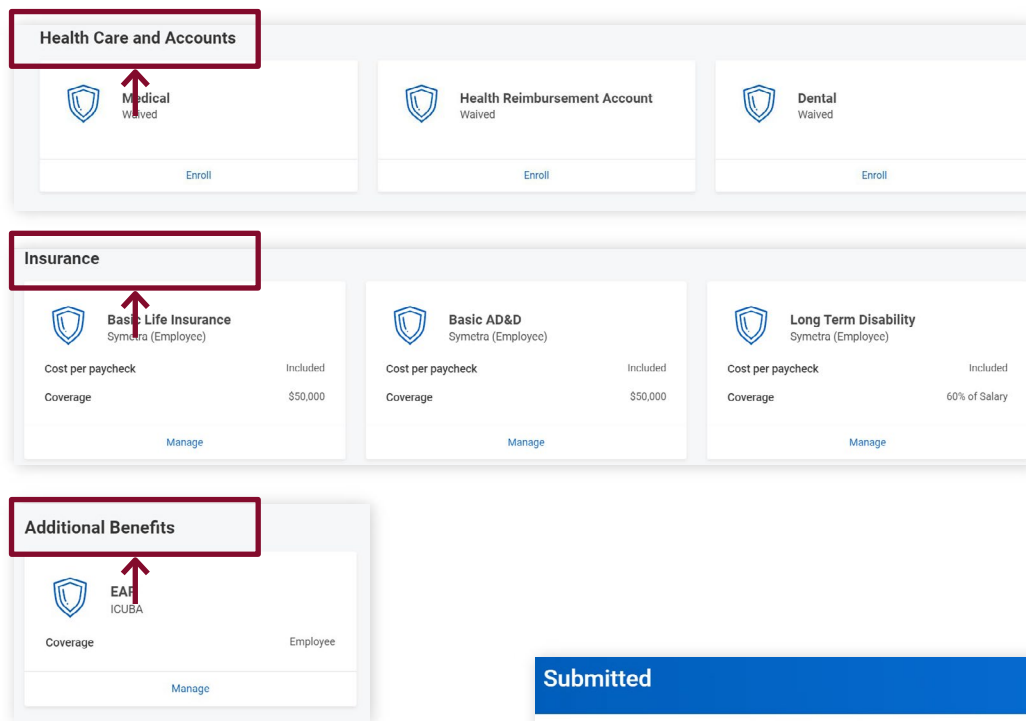 Health Care and Accounts
Medical
Waived
Enroll
Health Reimbursement Account
Waived
Enroll
Dental
Waived
Enroll
Insurance
Basic Life Insurance
Symetra (Employee)
Cost per paycheck Included
Coverage $50,000
Manage
Basic AD&D
Symetra (Employee)
Cost per paycheck Included
Coverage $50,000
Manage
Long Term Disability
Symetra (Employee)
Cost per paycheck Included
Coverage 60% of Salary
Manage
Additional Benefits
EAP
ICUBA
Coverage Employee
Manage
Submitted